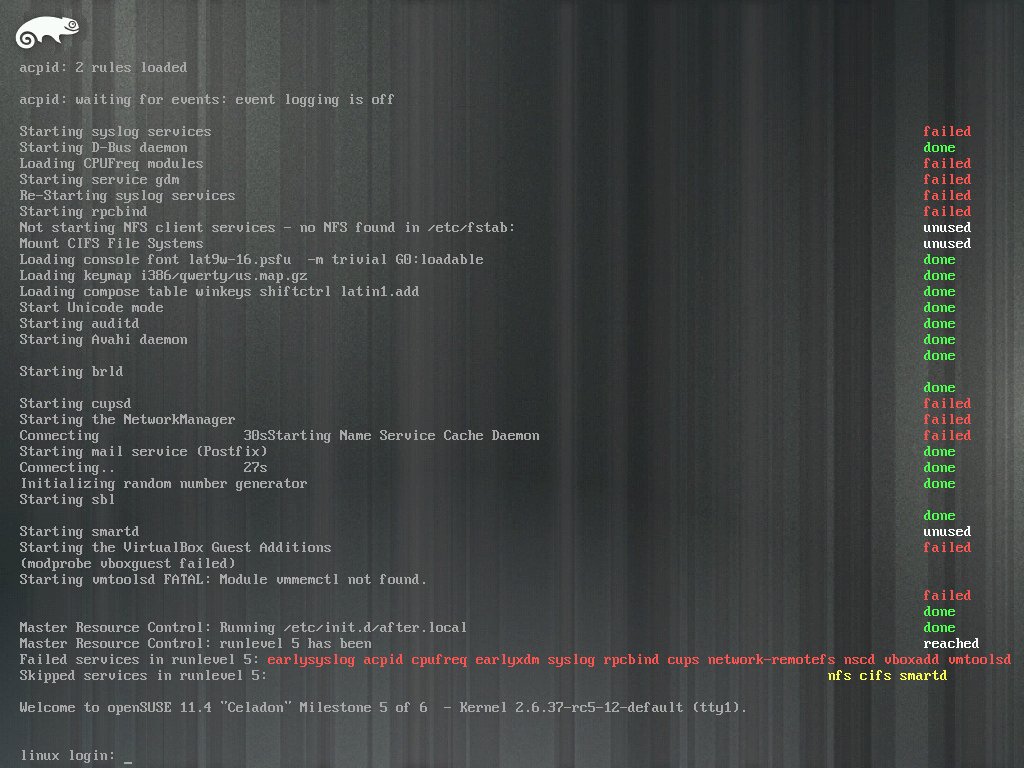 acpid: 2 rules loaded
acpid: waiting for events: event logging is off
Starting syslog services failed
Starting D-Bus daemon done
Loading CPUFreq modules failed
Starting service gdm failed
Re-Starting syslog services failed
Starting rpcbind failed
Not starting NFS client services - no NFS found in /etc/fstab: unused
Mount CIFS File Systems unused
Loading console font lat9w-16.psfu  -m trivial G0:loadable done
Loading keymap i386/qwerty/us.map.gz done
Loading compose table winkeys shiftctrl latin1.add done
Start Unicode mode done
Starting auditd done
Starting Avahi daemon done
done
Starting brld
done
Starting cupsd failed
Starting the NetworkManager failed
Connecting 30sStarting Name Service Cache Daemon failed
Starting mail service (Postfix) done
Connecting.. 27s done
Initializing random number generator done
Starting sbl
done
Starting smartd unused
Starting the VirtualBox Guest Additions failed
(modprobe vboxguest failed)
Starting vmtoolsd FATAL: Module vmmemctl not found.
failed
done
Master Resource Control: Running /etc/init.d/after.local done
Master Resource Control: runlevel 5 has been reached
Failed services in runlevel 5: earlysyslog acpid cpufreq earlyxdm syslog rpcbind cups network-remotefs nscd vboxadd vmtoolsd
Skipped services in runlevel 5: nfs cifs smartd
Welcome to openSUSE 11.4 "Celadon" Milestone 5 of 6  - Kernel 2.6.37-rc5-12-default (tty1).
linux login: _